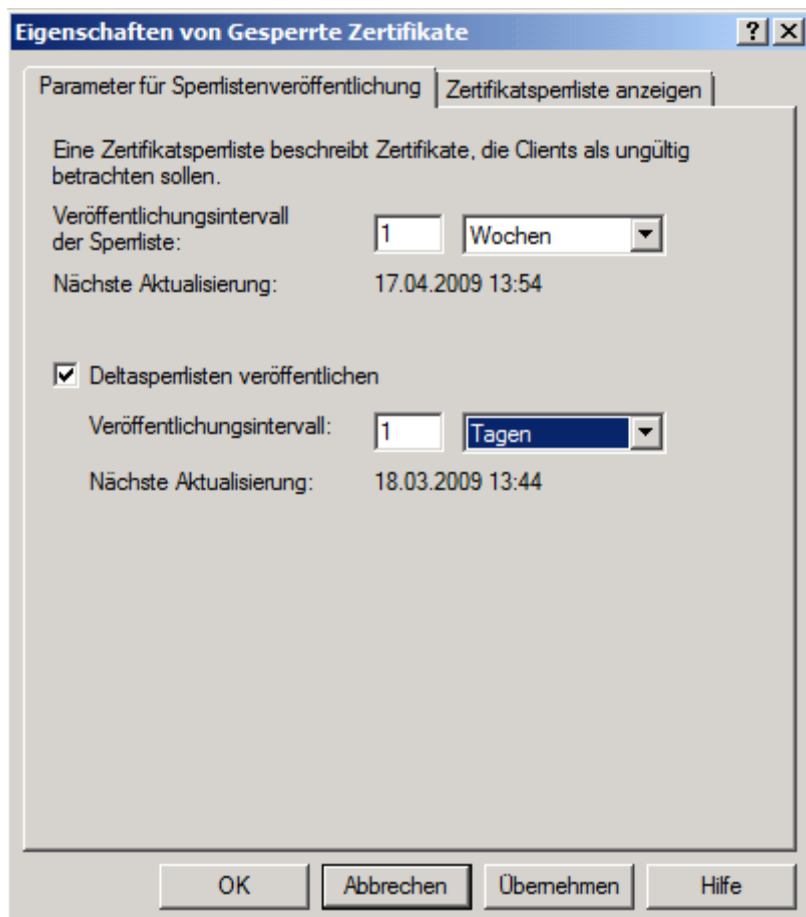 Eigenschaften von Gesperrte Zertifikate
Parameter für Sperrlistenveröffentlichung
Zertifikatsperrliste anzeigen
Eine Zertifikatsperrliste beschreibt Zertifikate, die Clients als ungültig
betrachten sollen.
Veröffentlichungsintervall
der Sperrliste:
1 Wochen
Nächste Aktualisierung: 17.04.2009 13:54
Deltasperrlisten veröffentlichen
Veröffentlichungsintervall: 1 Tagen
Nächste Aktualisierung: 18.03.2009 13:44
OK Abbrechen Übernehmen Hilfe